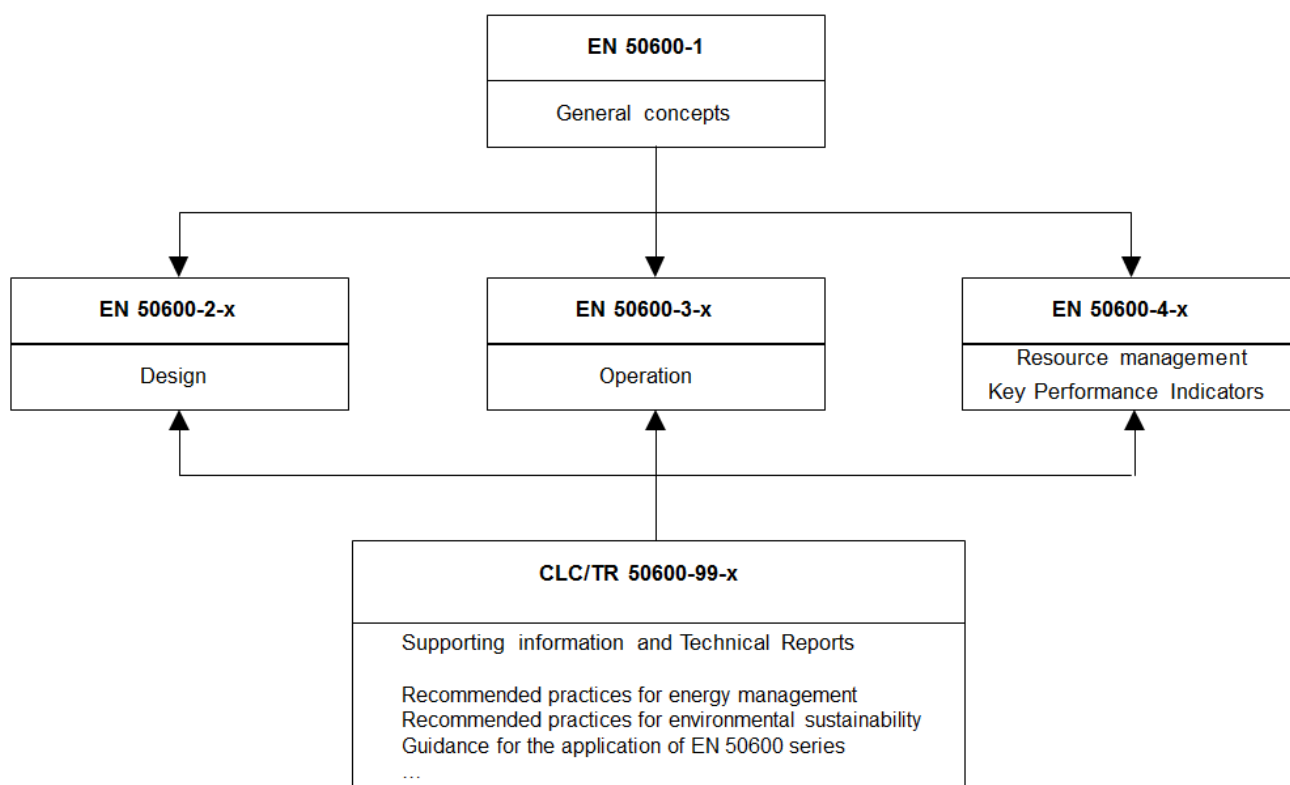 EN 50600-1
General concepts
EN 50600-2-x
Design
EN 50600-3-x
Operation
EN 50600-4-x
Resource management
Key Performance Indicators
CLC/TR 50600-99-x
Supporting information and Technical Reports
Recommended practices for energy management
Recommended practices for environmental sustainability
Guidance for the application of EN 50600 series
...